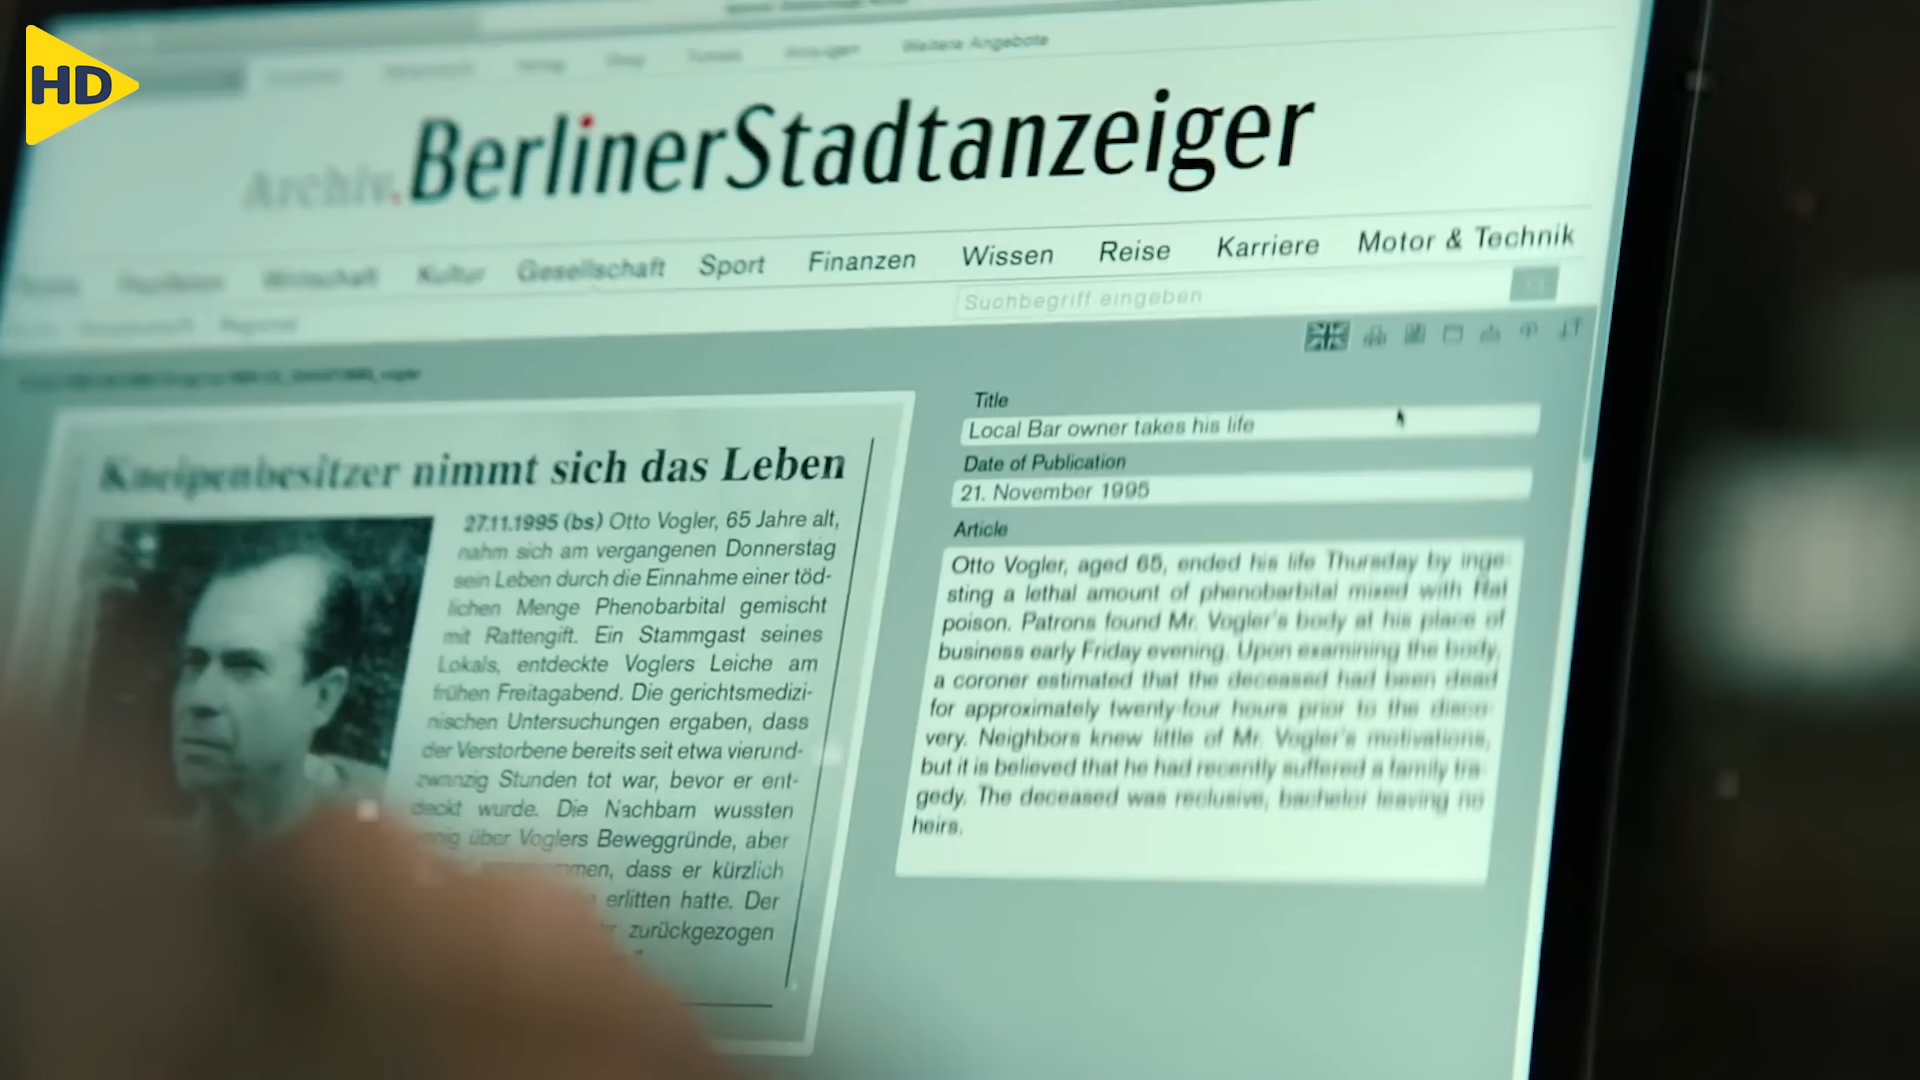 HD
Weitere Angebote
Archiv.BerlinerStadtanzeiger
Wirtschaft Kultur Gesellschaft Sport Finanzen Wissen Reise Karriere Motor & Technik
Suchbegriff eingeben
Regional
Kneipenbesitzer nimmt sich das Leben
27.11.1995 (bs) Otto Vogler, 65 Jahre alt,
nahm sich am vergangenen Donnerstag
sein Leben durch die Einnahme einer töd-
lichen Menge Phenobarbital gemischt
mit Rattengift. Ein Stammgast seines
Lokals, entdeckte Voglers Leiche am
frühen Freitagabend. Die gerichtsmedizi-
nischen Untersuchungen ergaben, dass
der Verstorbene bereits seit etwa vierund-
zwanzig Stunden tot war, bevor er ent-
deckt wurde. Die Nachbarn wussten
über Voglers Beweggründe, aber
dass er kürzlich
erlitten hatte. Der
zurückgezogen
Title
Local Bar owner takes his life
Date of Publication
21. November 1995
Article
Otto Vogler, aged 65, ended his life Thursday by inge-
sting a lethal amount of phenobarbital mixed with Rat
poison. Patrons found Mr. Vogler's body at his place of
business early Friday evening. Upon examining the body,
a coroner estimated that the deceased had been dead
for approximately twenty-four hours prior to the disco-
very. Neighbors knew little of Mr. Vogler's motivations,
but it is believed that he had recently suffered a family tra-
gedy. The deceased was reclusive, bachelor leaving no
heirs.